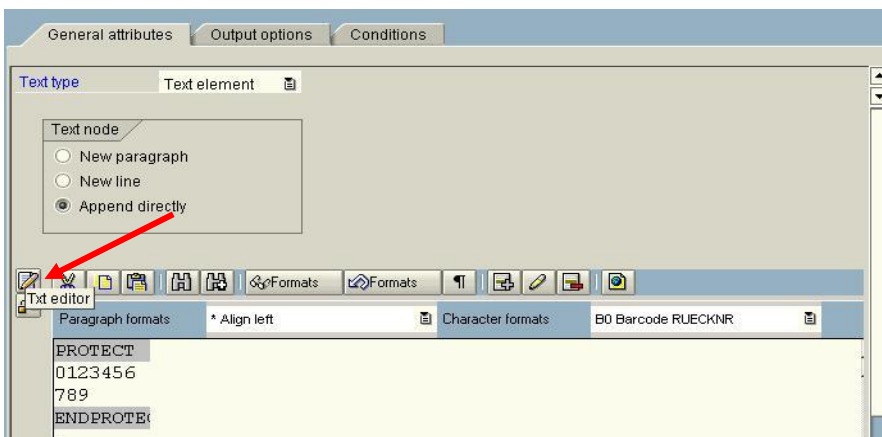 General attributes Output options Conditions
Text type Text element
Text node
New paragraph
New line
Append directly
Formats Formats ¶
Txt editor
Paragraph formats * Align left Character formats B0 Barcode RUECKNR
PROTECT
0123456
789
ENDPROTE